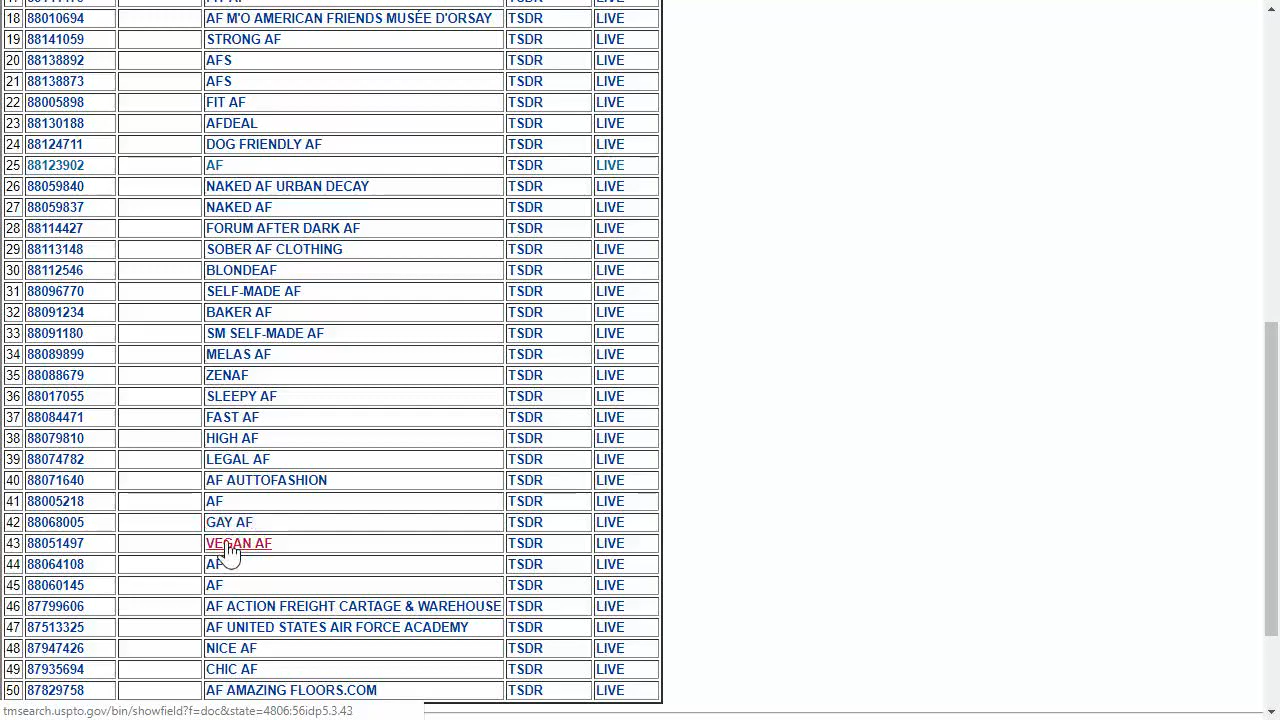 18 88010694 AF M'O AMERICAN FRIENDS MUSÉE D'ORSAY TSDR LIVE
19 88141059 STRONG AF TSDR LIVE
20 88138892 AFS TSDR LIVE
21 88138873 AFS TSDR LIVE
22 88005898 FIT AF TSDR LIVE
23 88130188 AFDEAL TSDR LIVE
24 88124711 DOG FRIENDLY AF TSDR LIVE
25 88123902 AF TSDR LIVE
26 88059840 NAKED AF URBAN DECAY TSDR LIVE
27 88059837 NAKED AF TSDR LIVE
28 88114427 FORUM AFTER DARK AF TSDR LIVE
29 88113148 SOBER AF CLOTHING TSDR LIVE
30 88112546 BLONDEAF TSDR LIVE
31 88096770 SELF-MADE AF TSDR LIVE
32 88091234 BAKER AF TSDR LIVE
33 88091180 SM SELF-MADE AF TSDR LIVE
34 88089899 MELAS AF TSDR LIVE
35 88088679 ZENAF TSDR LIVE
36 88017055 SLEEPY AF TSDR LIVE
37 88084471 FAST AF TSDR LIVE
38 88079810 HIGH AF TSDR LIVE
39 88074782 LEGAL AF TSDR LIVE
40 88071640 AF AUTTOFASHION TSDR LIVE
41 88005218 AF TSDR LIVE
42 88068005 GAY AF TSDR LIVE
43 88051497 VEGAN AF TSDR LIVE
44 88064108 AF TSDR LIVE
45 88060145 AF TSDR LIVE
46 87799606 AF ACTION FREIGHT CARTAGE & WAREHOUSE TSDR LIVE
47 87513325 AF UNITED STATES AIR FORCE ACADEMY TSDR LIVE
48 87947426 NICE AF TSDR LIVE
49 87935694 CHIC AF TSDR LIVE
50 87829758 AF AMAZING FLOORS.COM TSDR LIVE
tmsearch.uspto.gov/bin/showfield?f=doc&state=4806:56idp5.3.43